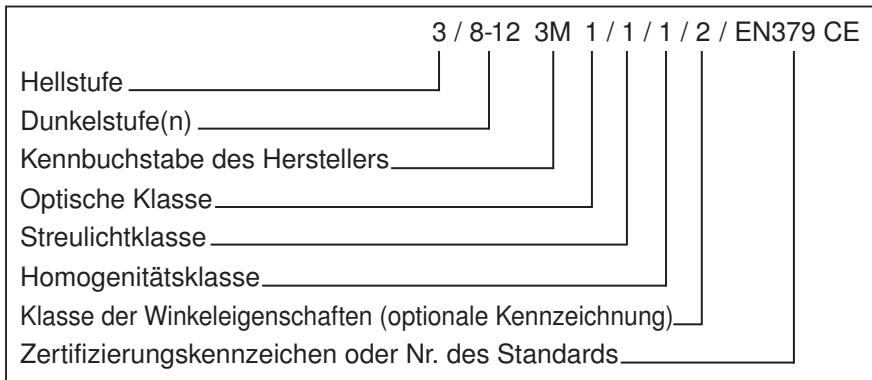 3 / 8-12 3M 1 / 1 / 1 / 2 / EN379 CE
Hellstufe
Dunkelstufe(n)
Kennbuchstabe des Herstellers
Optische Klasse
Streulichtklasse
Homogenitätsklasse
Klasse der Winkeleigenschaften (optionale Kennzeichnung)
Zertifizierungskennzeichen oder Nr. des Standards